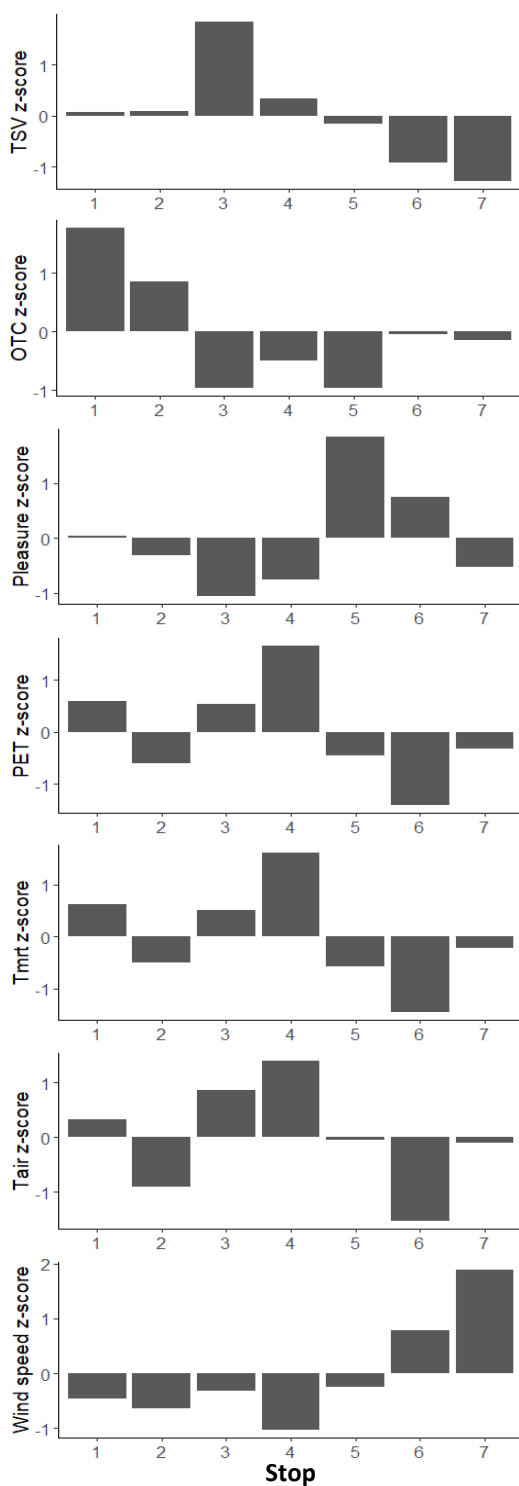 TSV z-score
1
0
-1
1 2 3 4 5 6 7
OTC z-score
1
0
-1
1 2 3 4 5 6 7
Pleasure z-score
1
0
-1
1 2 3 4 5 6 7
PET z-score
1
0
-1
1 2 3 4 5 6 7
Tmrt z-score
1
0
-1
1 2 3 4 5 6 7
Tair z-score
1
0
-1
1 2 3 4 5 6 7
Wind speed z-score
2
1
0
-1
1 2 3 4 5 6 7
Stop